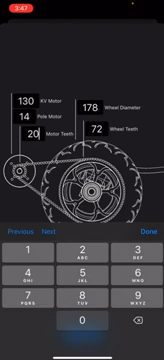 3:47
130 KV Motor
178 Wheel Diameter
14 Pole Motor
20 Motor Teeth
72 Wheel Teeth
Previous Next Done
1 2 3
ABC DEF
4 5 6
GHI JKL MNO
7 8 9
PQRS TUV WXYZ
0